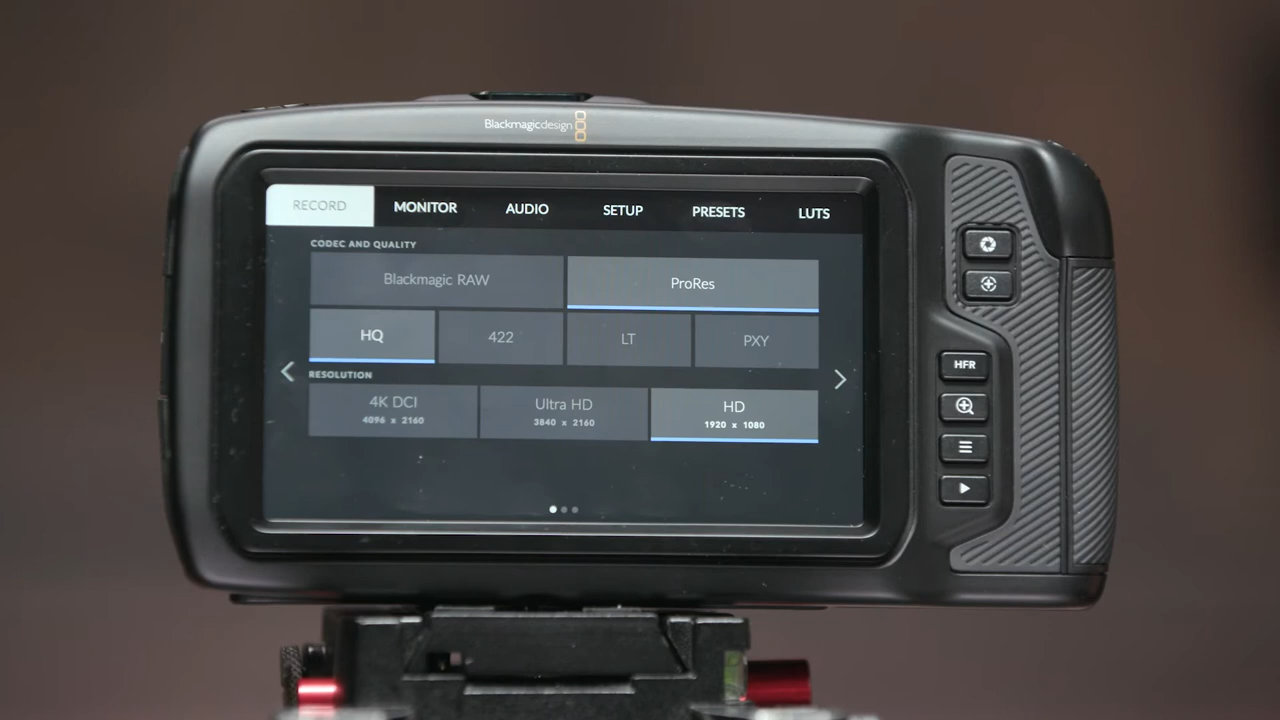 Blackmagicdesign
RECORD MONITOR AUDIO SETUP PRESETS LUTS
CODEC AND QUALITY
Blackmagic RAW ProRes
HQ 422 LT PXY
RESOLUTION
4K DCI Ultra HD HD
4096 x 2160 3840 x 2160 1920 x 1080
HFR